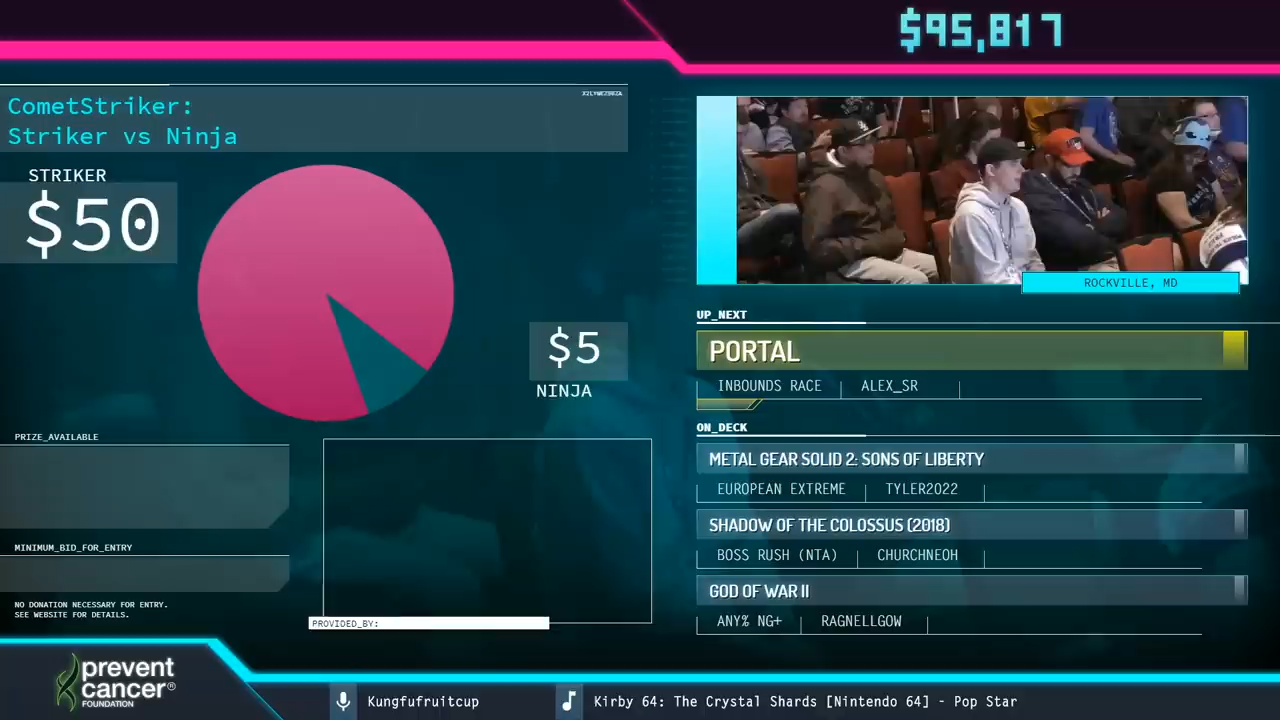 $95,817
CometStriker:
Striker vs Ninja
STRIKER
$50
$5
NINJA
PRIZE_AVAILABLE
MINIMUM_BID_FOR_ENTRY
NO DONATION NECESSARY FOR ENTRY.
SEE WEBSITE FOR DETAILS.
PROVIDED_BY:
ROCKVILLE, MD
UP_NEXT
PORTAL
INBOUNDS RACE ALEX_SR
ON_DECK
METAL GEAR SOLID 2: SONS OF LIBERTY
EUROPEAN EXTREME TYLER2022
SHADOW OF THE COLOSSUS (2018)
BOSS RUSH (NTA) CHURCHNEOH
GOD OF WAR II
ANY% NG+ RAGNELLGOW
prevent
cancer®
FOUNDATION
Kungfufruitcup
Kirby 64: The Crystal Shards [Nintendo 64] - Pop Star